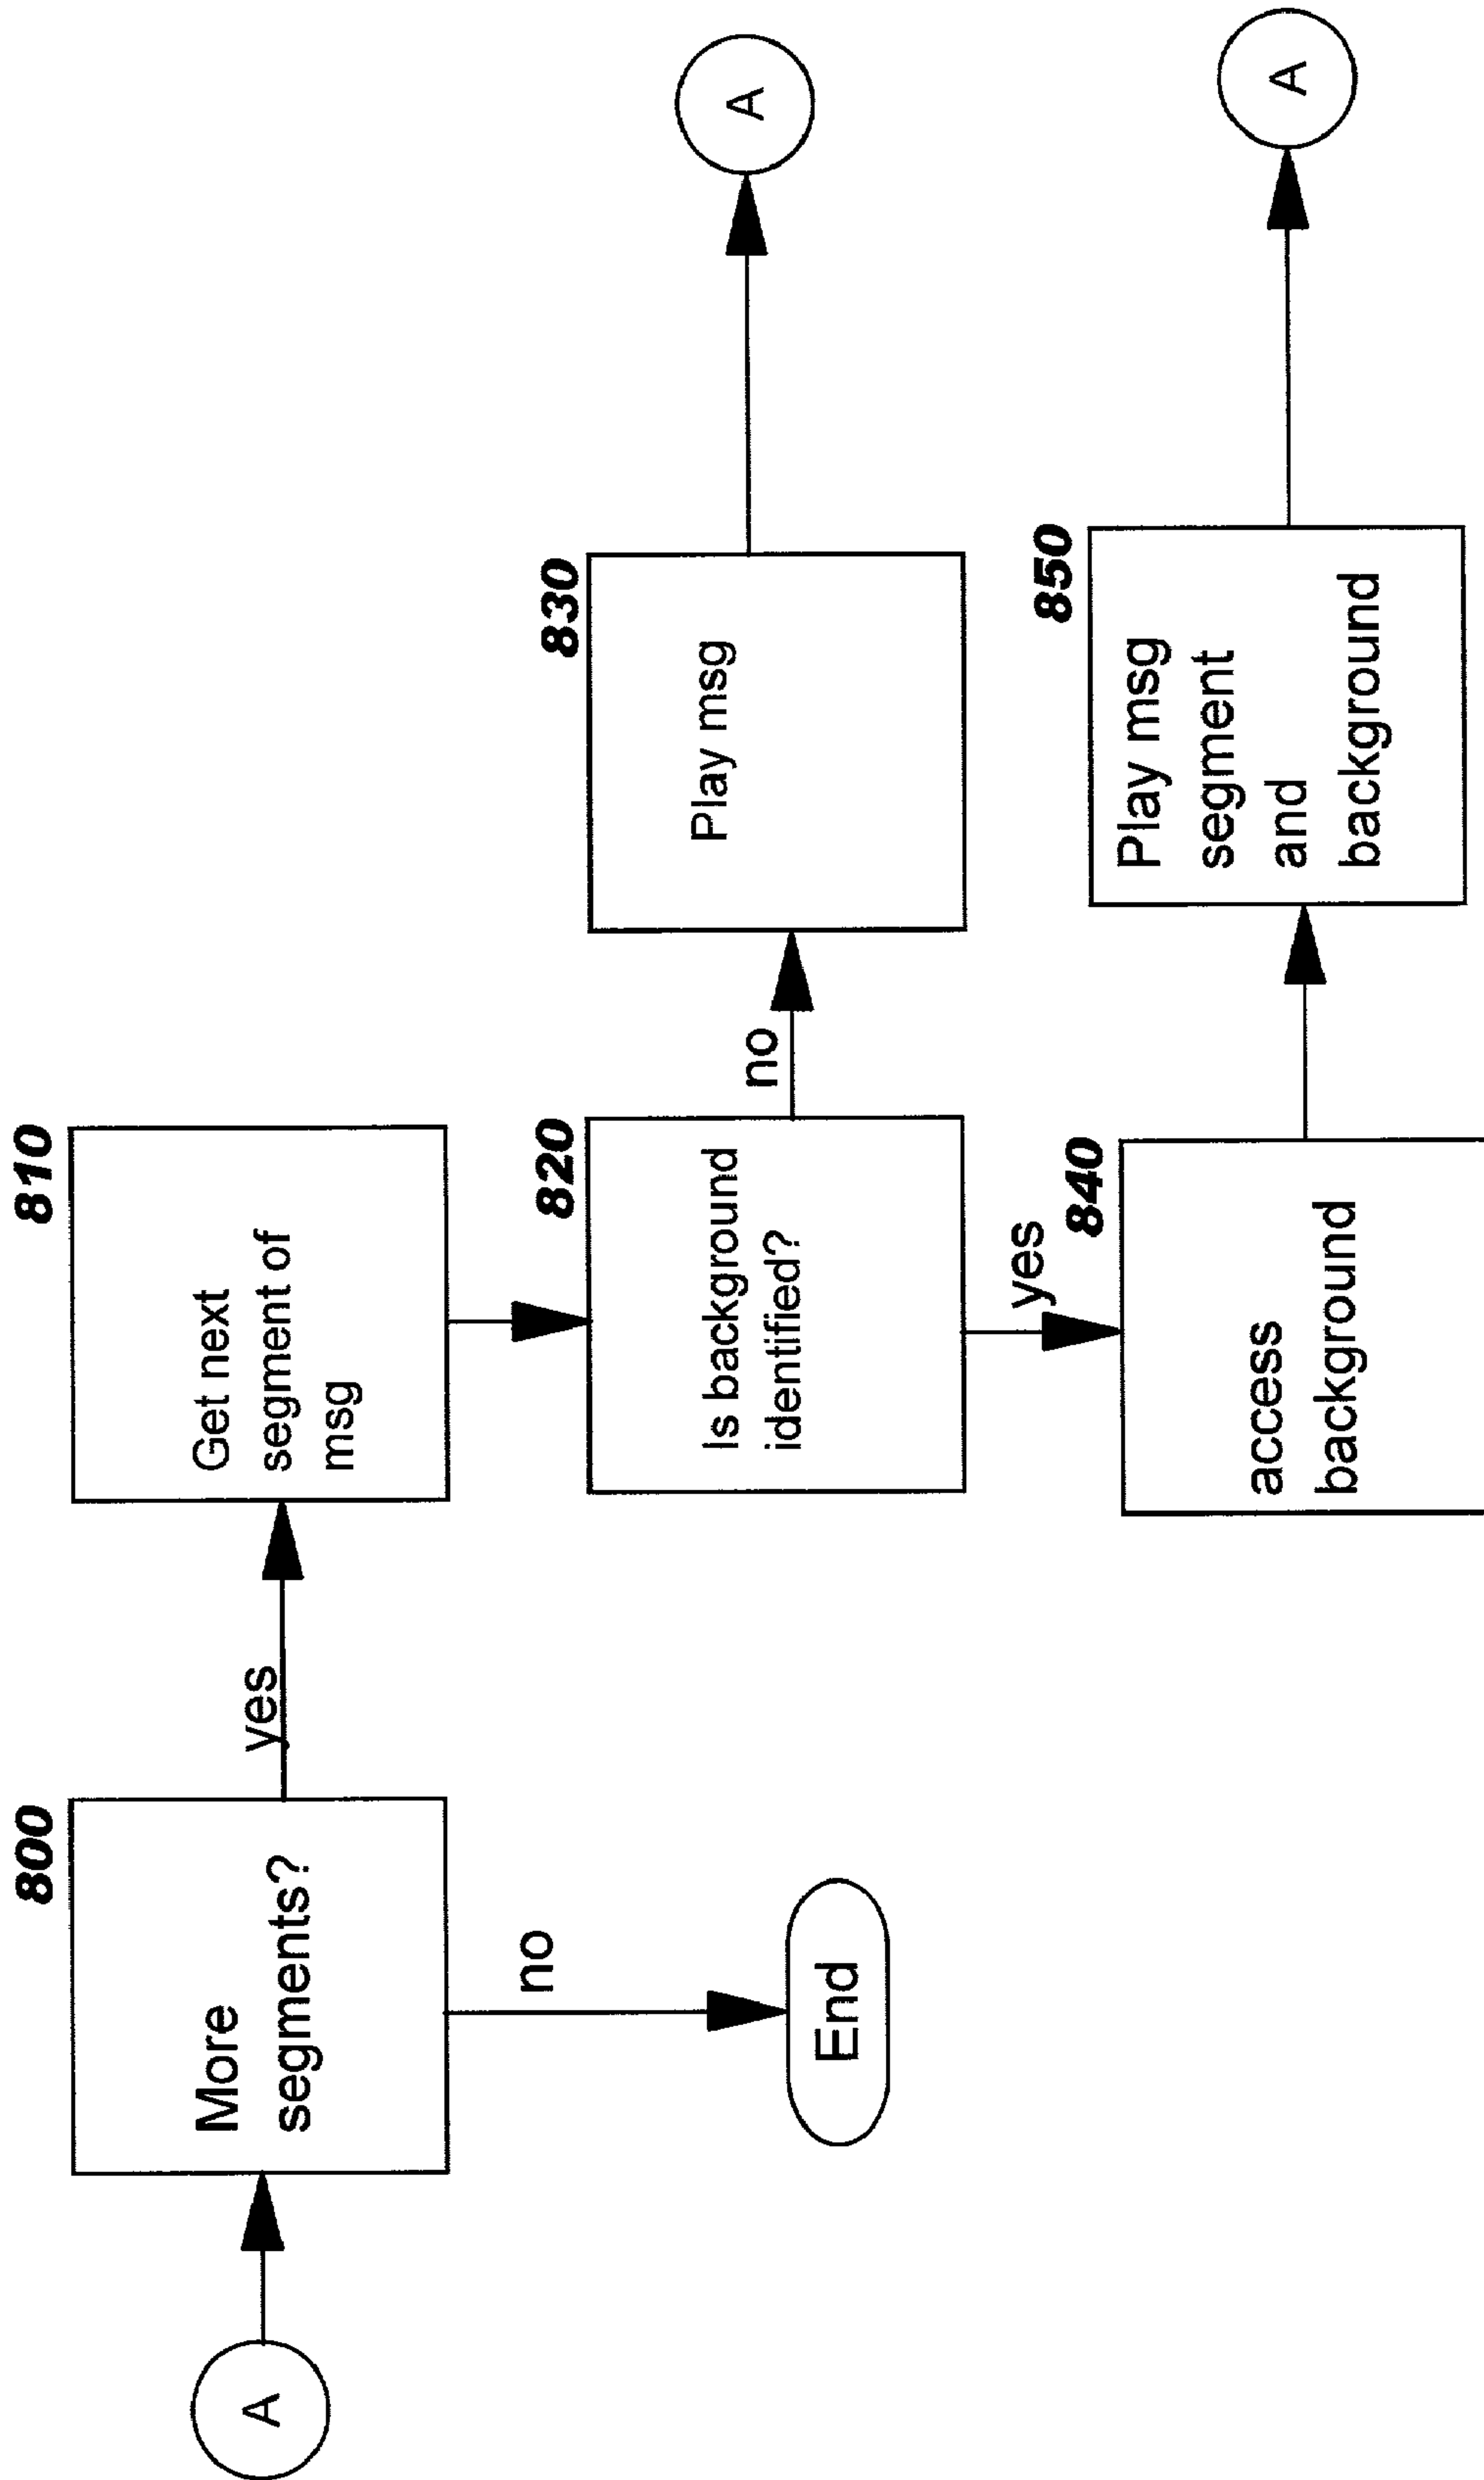 A
800
More
segments?
yes
no
End
810
Get next
segment of
msg
820
Is background
identified?
no
yes
830
Play msg
A
840
access
background
850
Play msg
segment
and
background
A